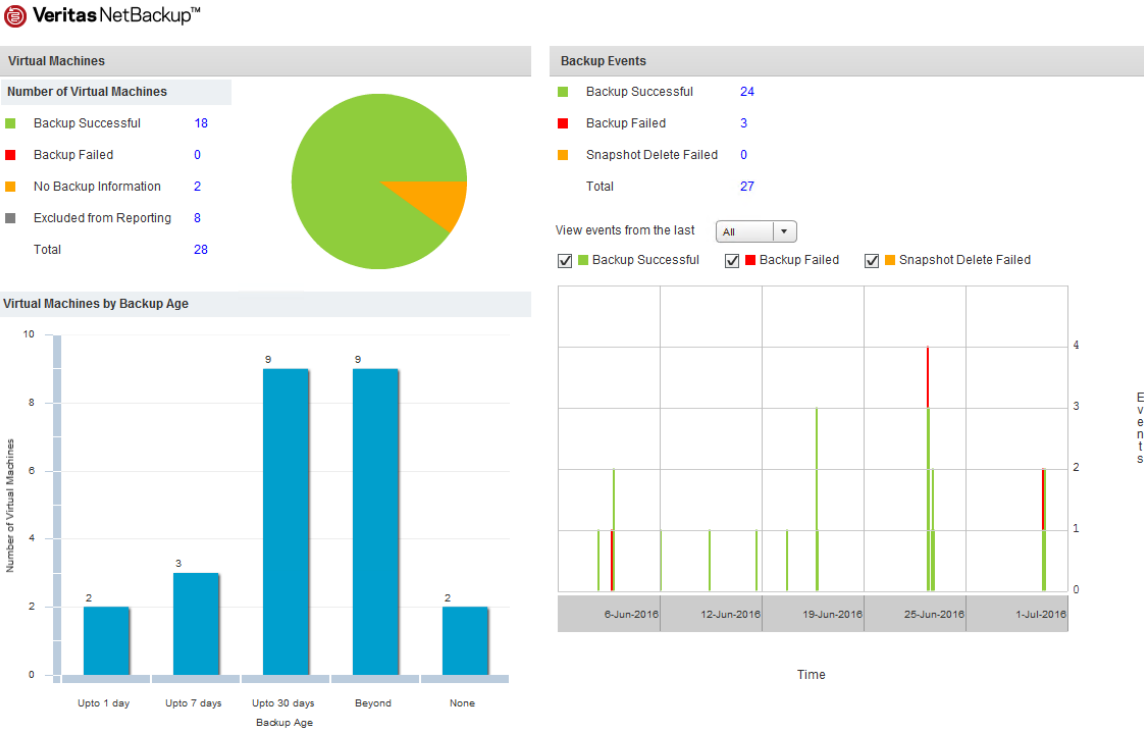 Veritas NetBackup™
Virtual Machines
Number of Virtual Machines
Backup Successful 18
Backup Failed 0
No Backup Information 2
Excluded from Reporting 8
Total 28
Virtual Machines by Backup Age
10
8
6
4
2
0
Number of Virtual Machines
2
3
9
9
2
Upto 1 day
Upto 7 days
Upto 30 days
Beyond
None
Backup Age
Backup Events
Backup Successful 24
Backup Failed 3
Snapshot Delete Failed 0
Total 27
View events from the last All
Backup Successful Backup Failed Snapshot Delete Failed
4
3
2
1
0
Events
6-Jun-2016
12-Jun-2016
19-Jun-2016
25-Jun-2016
1-Jul-2016
Time